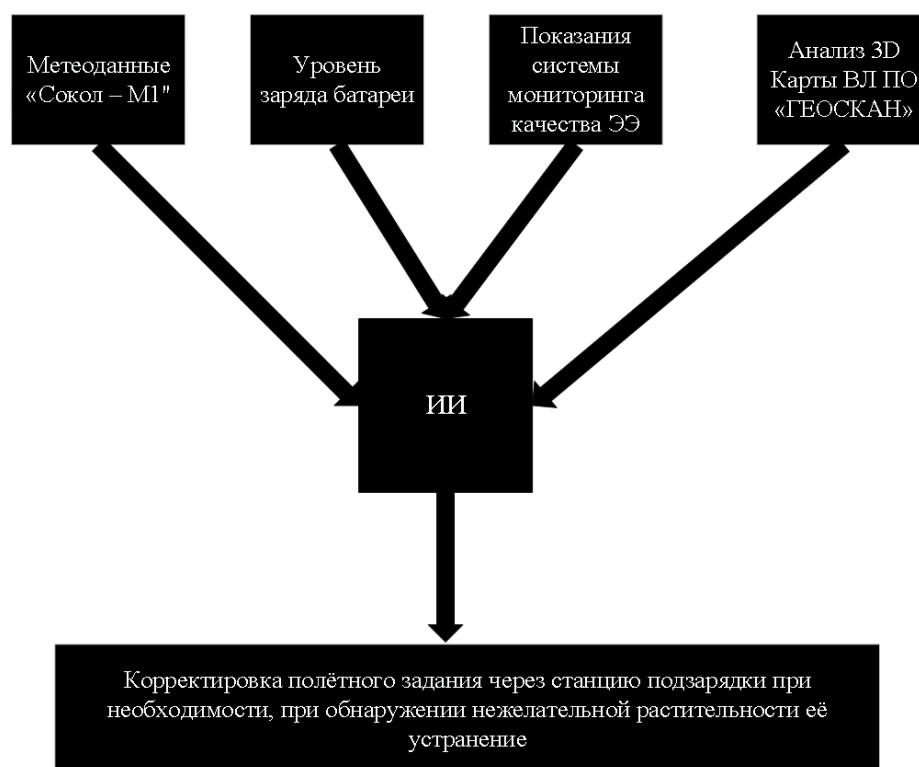 Метеоданные
«Сокол – М1"
Уровень
заряда батареи
Показания
системы
мониторинга
качества ЭЭ
Анализ 3D
Карты ВЛ ПО
«ГЕОСКАН»
ИИ
Корректировка полётного задания через станцию подзарядки при
необходимости, при обнаружении нежелательной растительности её
устранение